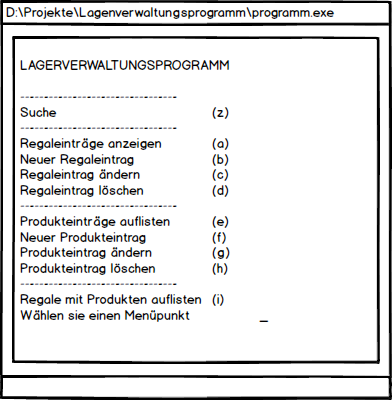 D:\Projekte\Lagenverwaltungsprogramm\programm.exe
LAGERVERWALTUNGSPROGRAMM
--------------------------------
Suche (z)
--------------------------------
Regaleinträge anzeigen (a)
Neuer Regaleintrag (b)
Regaleintrag ändern (c)
Regaleintrag löschen (d)
--------------------------------
Produkteinträge auflisten (e)
Neuer Produkteintrag (f)
Produkteintrag ändern (g)
Produkteintrag löschen (h)
--------------------------------
Regale mit Produkten auflisten (i)
Wählen sie einen Menüpunkt _